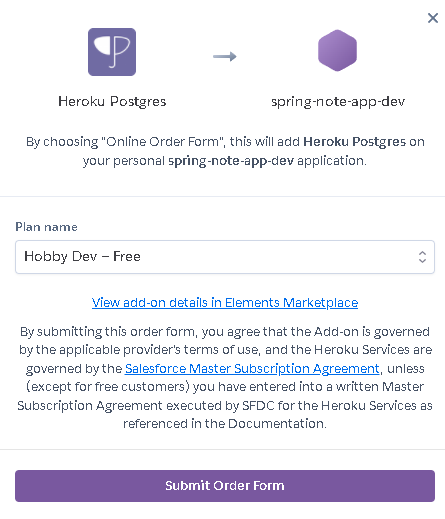 Heroku Postgres
spring-note-app-dev
By choosing "Online Order Form", this will add Heroku Postgres on
your personal spring-note-app-dev application.
Plan name
Hobby Dev – Free
View add-on details in Elements Marketplace
By submitting this order form, you agree that the Add-on is governed
by the applicable provider's terms of use, and the Heroku Services are
governed by the Salesforce Master Subscription Agreement, unless
(except for free customers) you have entered into a written Master
Subscription Agreement executed by SFDC for the Heroku Services as
referenced in the Documentation.
Submit Order Form